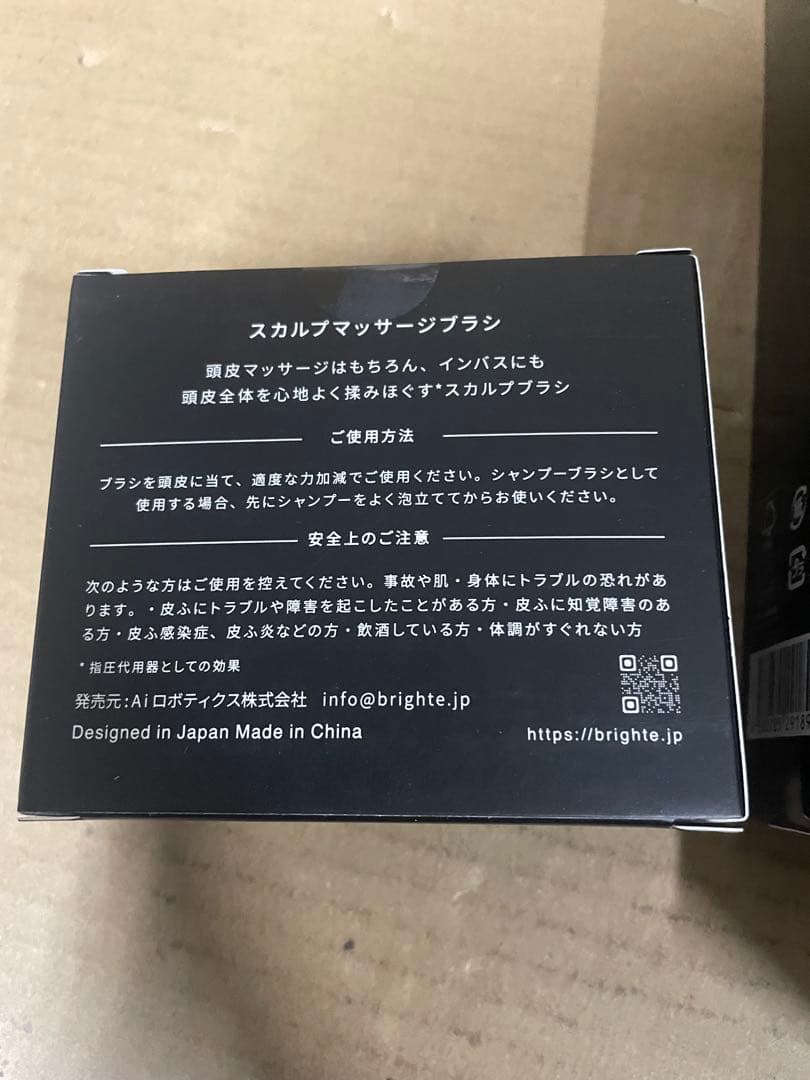 スカルプマッサージブラシ
頭皮マッサージはもちろん、インバスにも
頭皮全体を心地よく揉みほぐす*スカルプブラシ
ご使用方法
ブラシを頭皮に当て、適度な力加減でご使用ください。シャンプーブラシとして
使用する場合、先にシャンプーをよく泡立ててからお使いください。
安全上のご注意
次のような方はご使用を控えてください。事故や肌・身体にトラブルの恐れがあ
ります。・皮ふにトラブルや障害を起こしたことがある方・皮ふに知覚障害のあ
る方・皮ふ感染症、皮ふ炎などの方・飲酒している方・体調がすぐれない方
*指圧代用器としての効果
発売元:Aiロボティクス株式会社 info@brighte.jp
Designed in Japan Made in China
https://brighte.jp